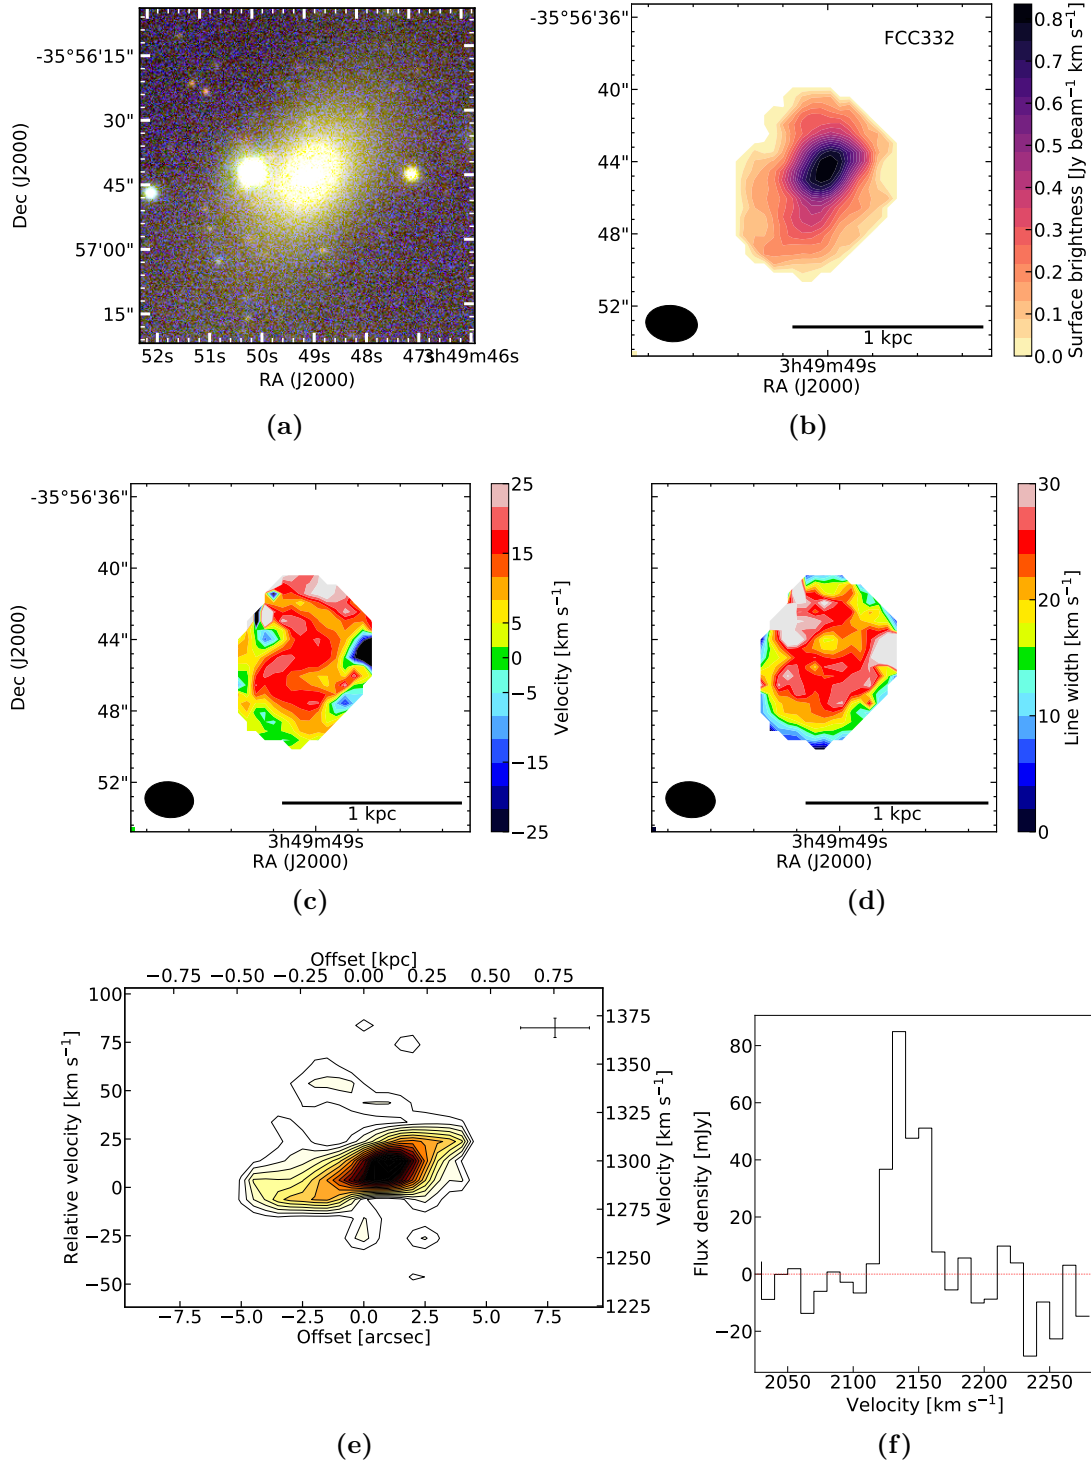 -35°56'15"
30"
45"
57'00"
15"
Dec (J2000)
52s 51s 50s 49s 48s 47s 3h49m46s
RA (J2000)
(a)
-35°56'36"
40"
44"
48"
52"
FCC332
1 kpc
3h49m49s
RA (J2000)
0.8
0.7
0.6
0.5
0.4
0.3
0.2
0.1
0.0
Surface brightness [Jy beam⁻¹ km s⁻¹]
(b)
-35°56'36"
40"
44"
48"
52"
Dec (J2000)
1 kpc
3h49m49s
RA (J2000)
25
15
5
0
−5
−15
−25
Velocity [km s⁻¹]
(c)
1 kpc
3h49m49s
RA (J2000)
30
20
10
0
Line width [km s⁻¹]
(d)
Offset [kpc]
−0.75 −0.50 −0.25 0.00 0.25 0.50 0.75
100
75
50
25
0
−25
−50
Relative velocity [km s⁻¹]
1375
1350
1325
1300
1275
1250
1225
Velocity [km s⁻¹]
−7.5 −5.0 −2.5 0.0 2.5 5.0 7.5
Offset [arcsec]
(e)
80
60
40
20
0
−20
Flux density [mJy]
2050 2100 2150 2200 2250
Velocity [km s⁻¹]
(f)